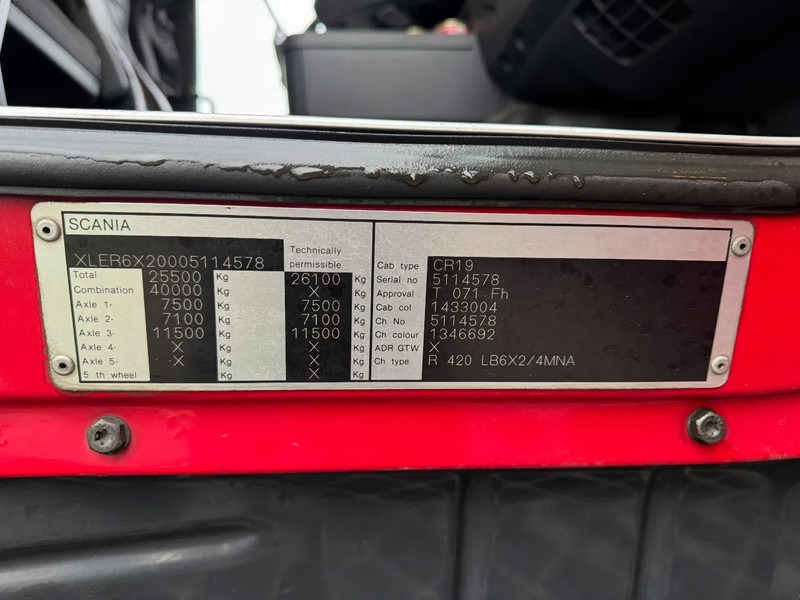 SCANIA
XLER6X20005114578 Technically permissible
Total 25500 Kg 26100 Kg
Combination 40000 Kg X Kg
Axle 1- 7500 Kg 7500 Kg
Axle 2- 7100 Kg 7100 Kg
Axle 3- 11500 Kg 11500 Kg
Axle 4- X Kg X Kg
Axle 5- X Kg X Kg
5 th wheel Kg X Kg
Cab type CR19
Serial no 5114578
Approval T 071 Fh
Cab col 1433004
Ch No 5114578
Ch colour 1346692
ADR GTW X
Ch type R 420 LB6X2/4MNA